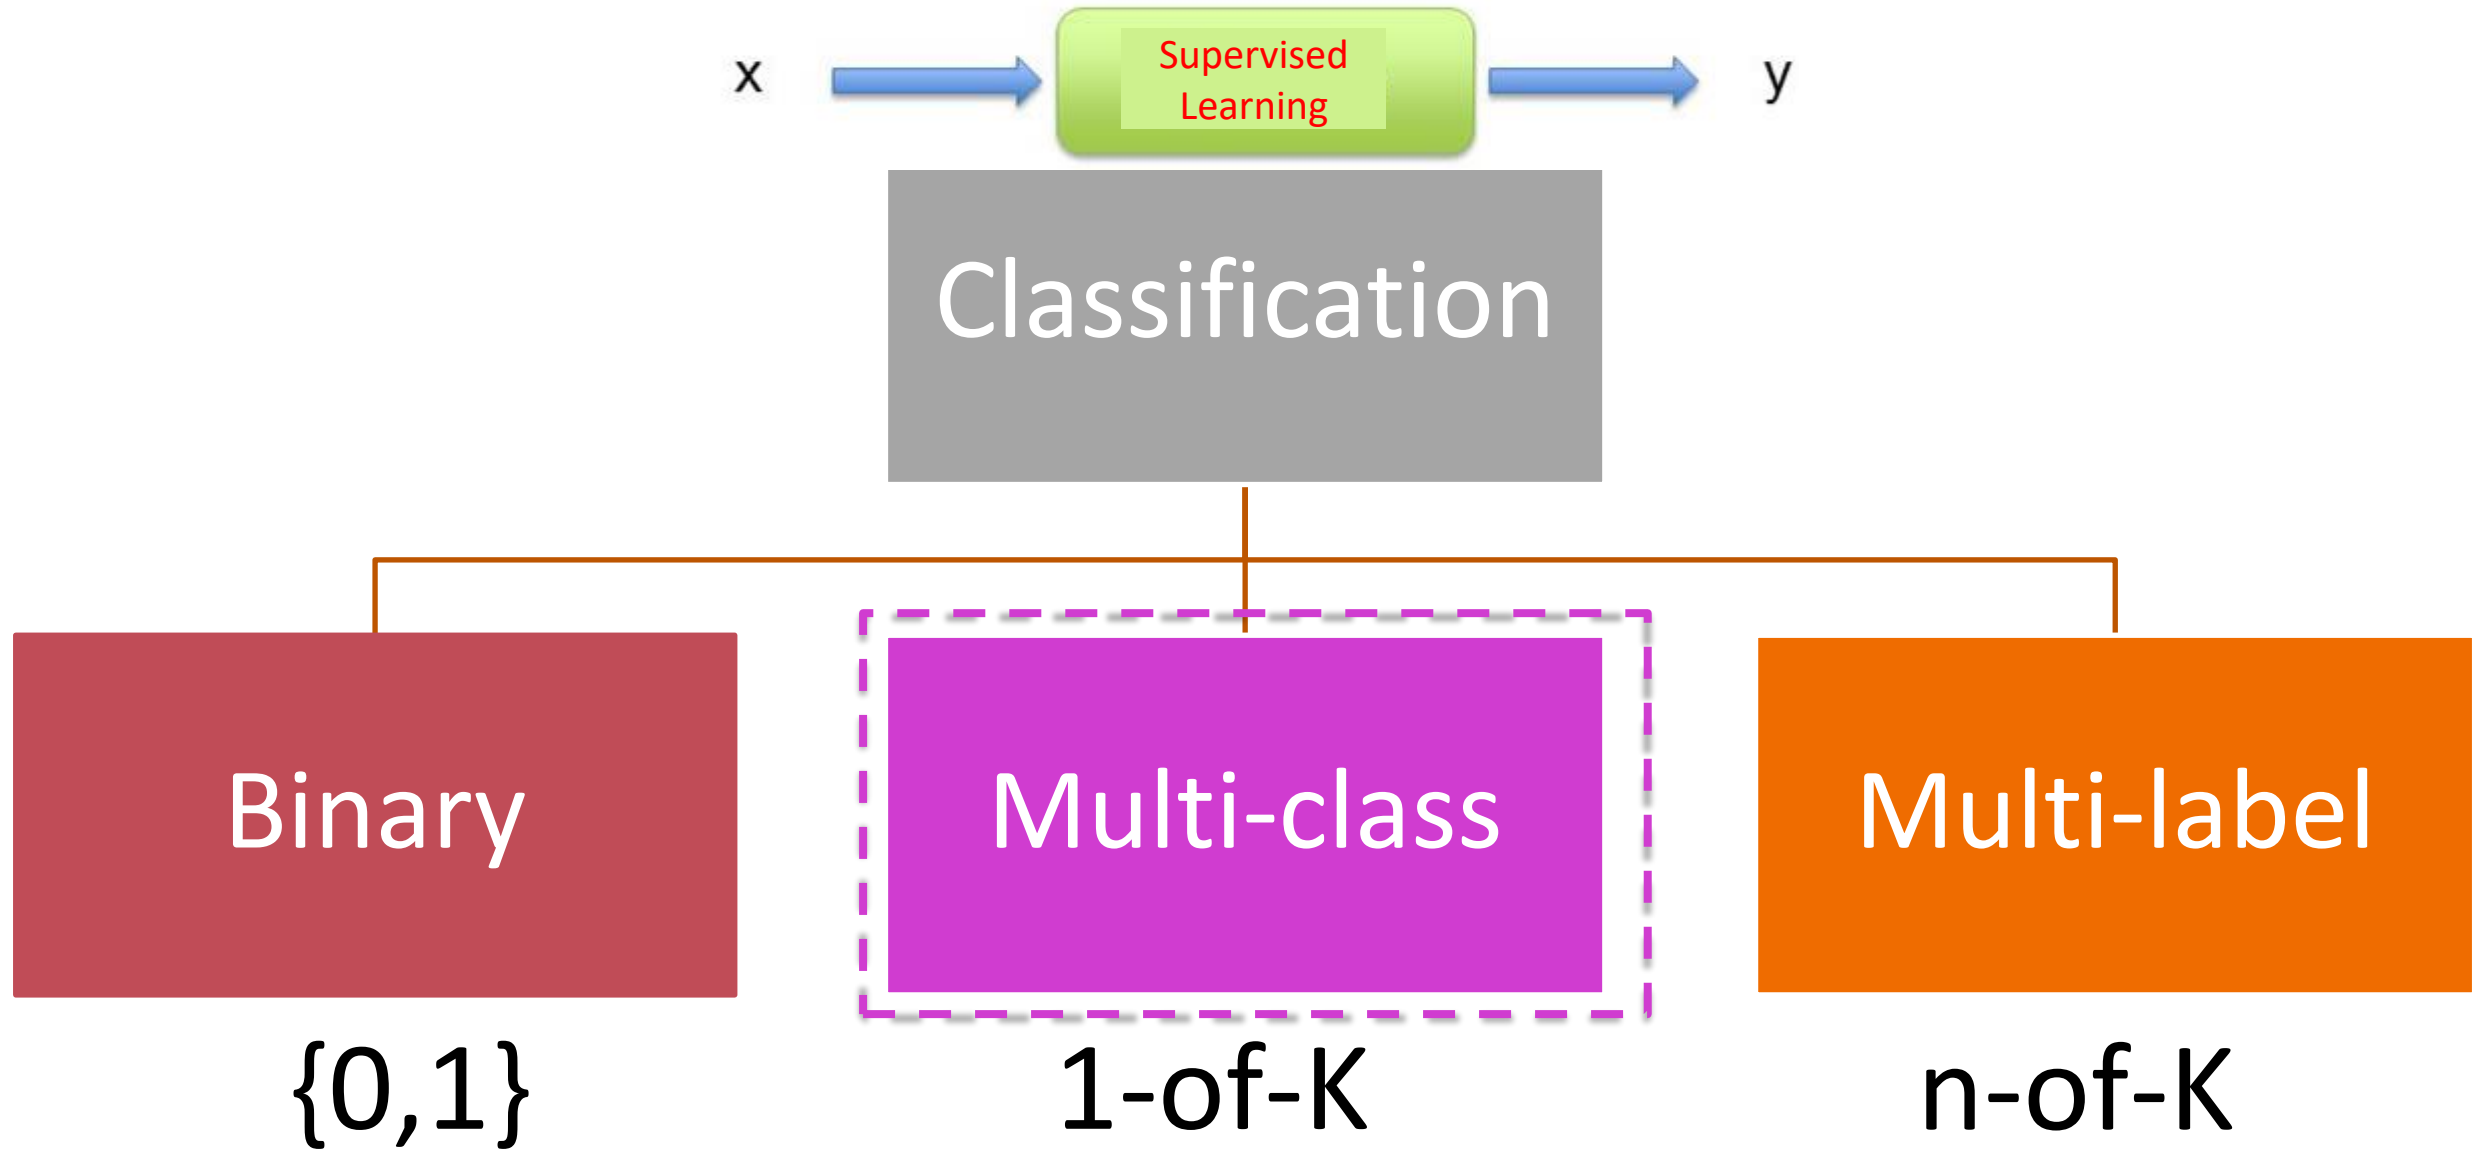 x
Supervised
Learning
y
Classification
Binary
Multi-class
Multi-label
{0,1}
1-of-K
n-of-K